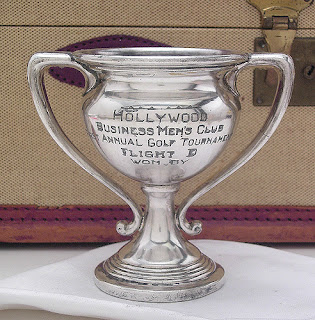 HOLLYWOOD
BUSINESS MEN'S CLUB
ANNUAL GOLF TOURNAMENT
FLIGHT D
WON BY